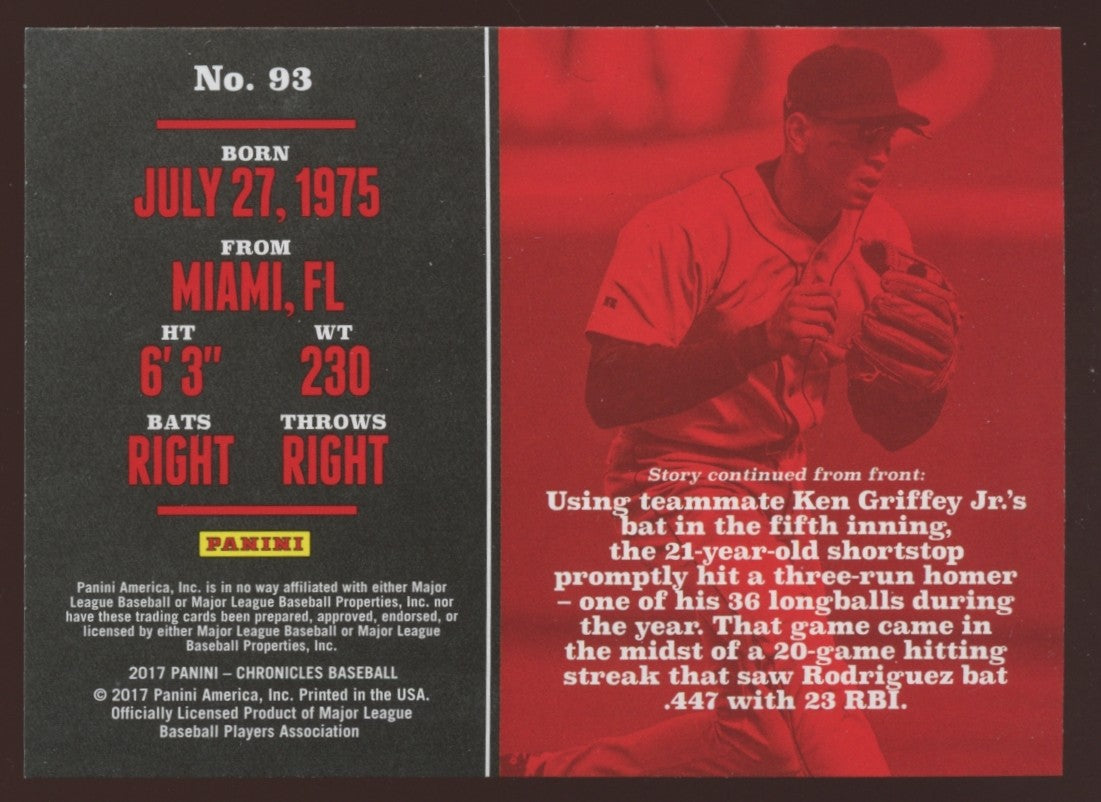 No. 93
BORN
JULY 27, 1975
FROM
MIAMI, FL
HT
WT
6' 3"
230
BATS
THROWS
RIGHT
RIGHT
PANINI
Panini America, Inc. is in no way affiliated with either Major
League Baseball or Major League Baseball Properties, Inc. nor
have these trading cards been prepared, approved, endorsed, or
licensed by either Major League Baseball or Major League
Baseball Properties, Inc.
2017 PANINI – CHRONICLES BASEBALL
© 2017 Panini America, Inc. Printed in the USA.
Officially Licensed Product of Major League
Baseball Players Association
Story continued from front:
Using teammate Ken Griffey Jr.'s
bat in the fifth inning,
the 21-year-old shortstop
promptly hit a three-run homer
– one of his 36 longballs during
the year. That game came in
the midst of a 20-game hitting
streak that saw Rodriguez bat
.447 with 23 RBI.